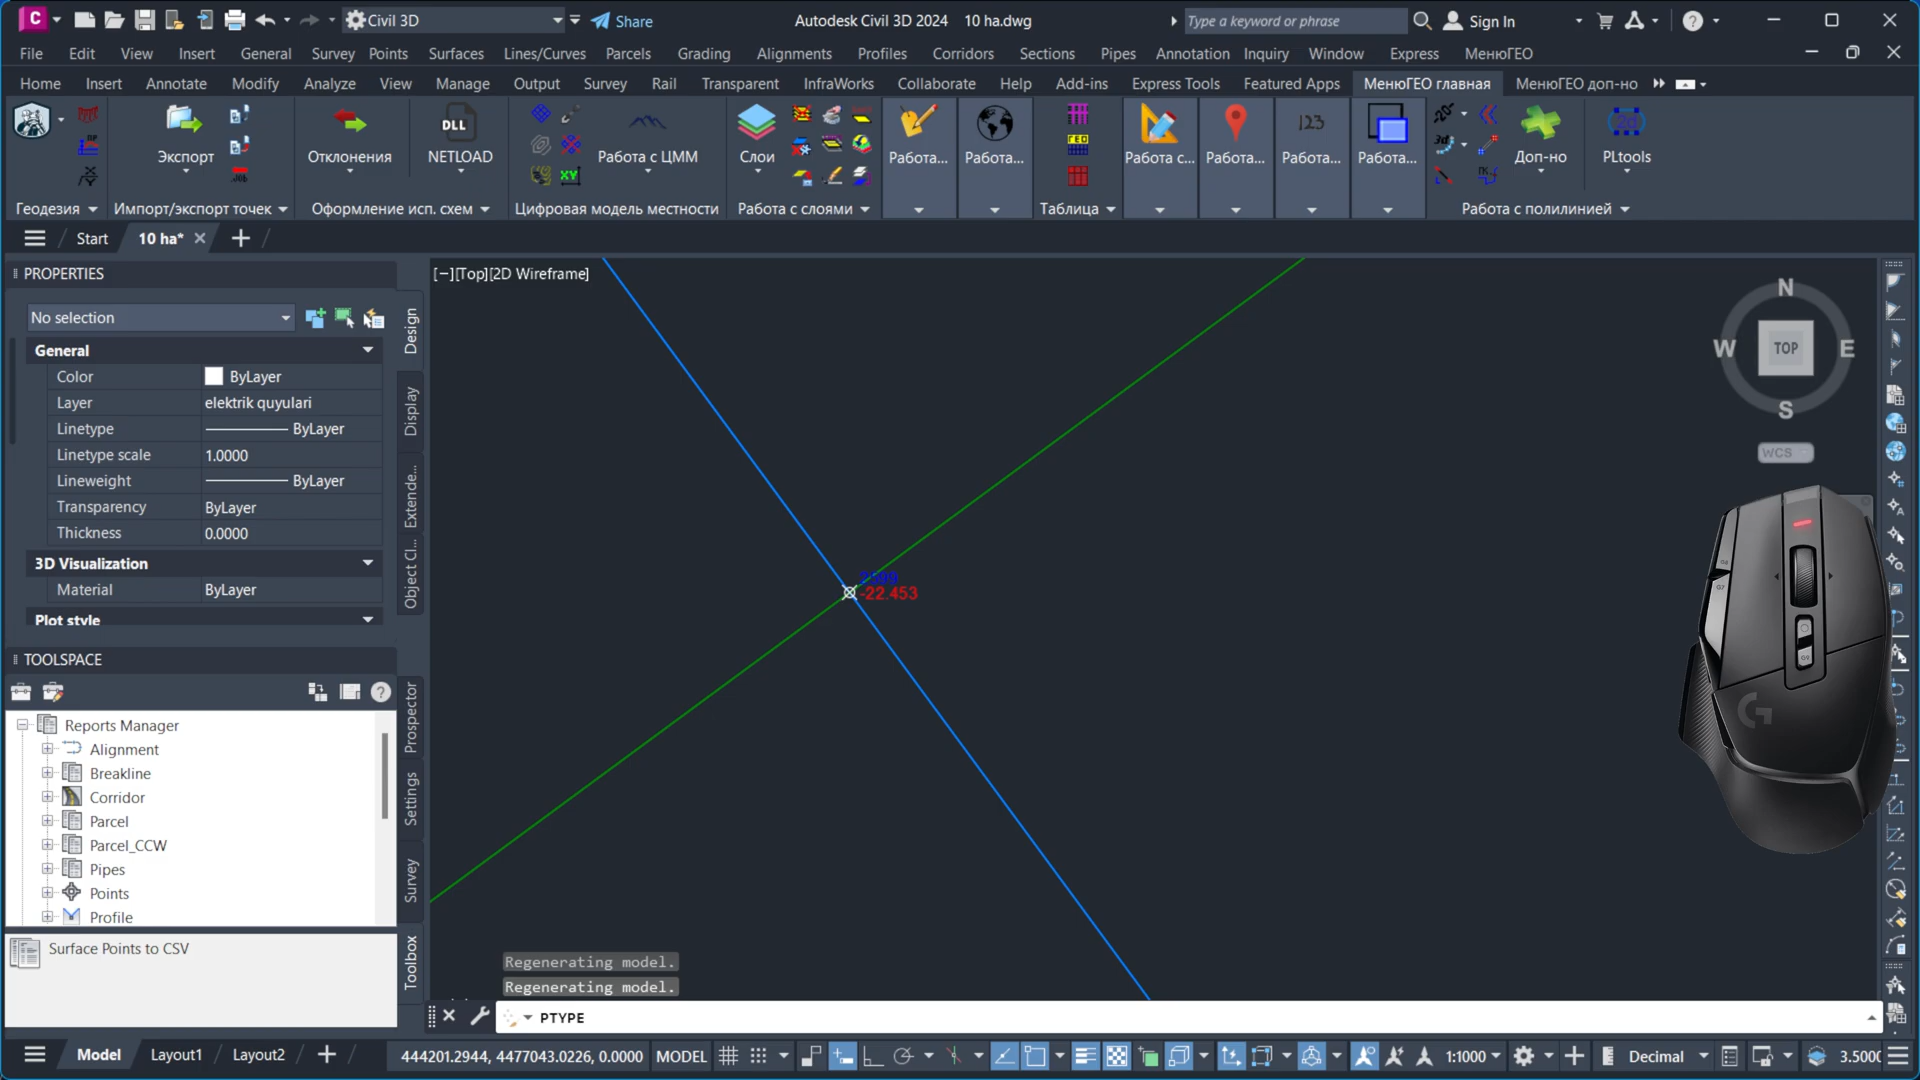 C
Civil 3D
Share
Autodesk Civil 3D 2024 10 ha.dwg
Type a keyword or phrase
Sign In
File Edit View Insert General Survey Points Surfaces Lines/Curves Parcels Grading Alignments Profiles Corridors Sections Pipes Annotation Inquiry Window Express МенюГЕО
Home Insert Annotate Modify Analyze View Manage Output Survey Rail Transparent InfraWorks Collaborate Help Add-ins Express Tools Featured Apps МенюГЕО главная МенюГЕО доп-но
Экспорт Отклонения DLL NETLOAD XY Работа с ЦММ Слои Работа... Работа... ГЕО Работа с... Работа... 123 Работа... Работа... 3d Доп-но 2d PLtools
Геодезия Импорт/экспорт точек Оформление исп. схем Цифровая модель местности Работа с слоями Таблица Работа с полилинией
Start 10 ha*
PROPERTIES
No selection
General
Color ByLayer
Layer elektrik quyulari
Linetype ByLayer
Linetype scale 1.0000
Lineweight ByLayer
Transparency ByLayer
Thickness 0.0000
3D Visualization
Material ByLayer
Plot style
Design
Display
Extende...
Object Cl...
TOOLSPACE
Reports Manager
Alignment
Breakline
Corridor
Parcel
Parcel_CCW
Pipes
Points
Profile
Surface Points to CSV
Prospector
Settings
Survey
Toolbox
[−][Top][2D Wireframe]
-22.453
N
W TOP E
S
WCS
G
Regenerating model.
Regenerating model.
PTYPE
Model Layout1 Layout2
444201.2944, 4477043.0226, 0.0000 MODEL 1:1000 Decimal 3.5000